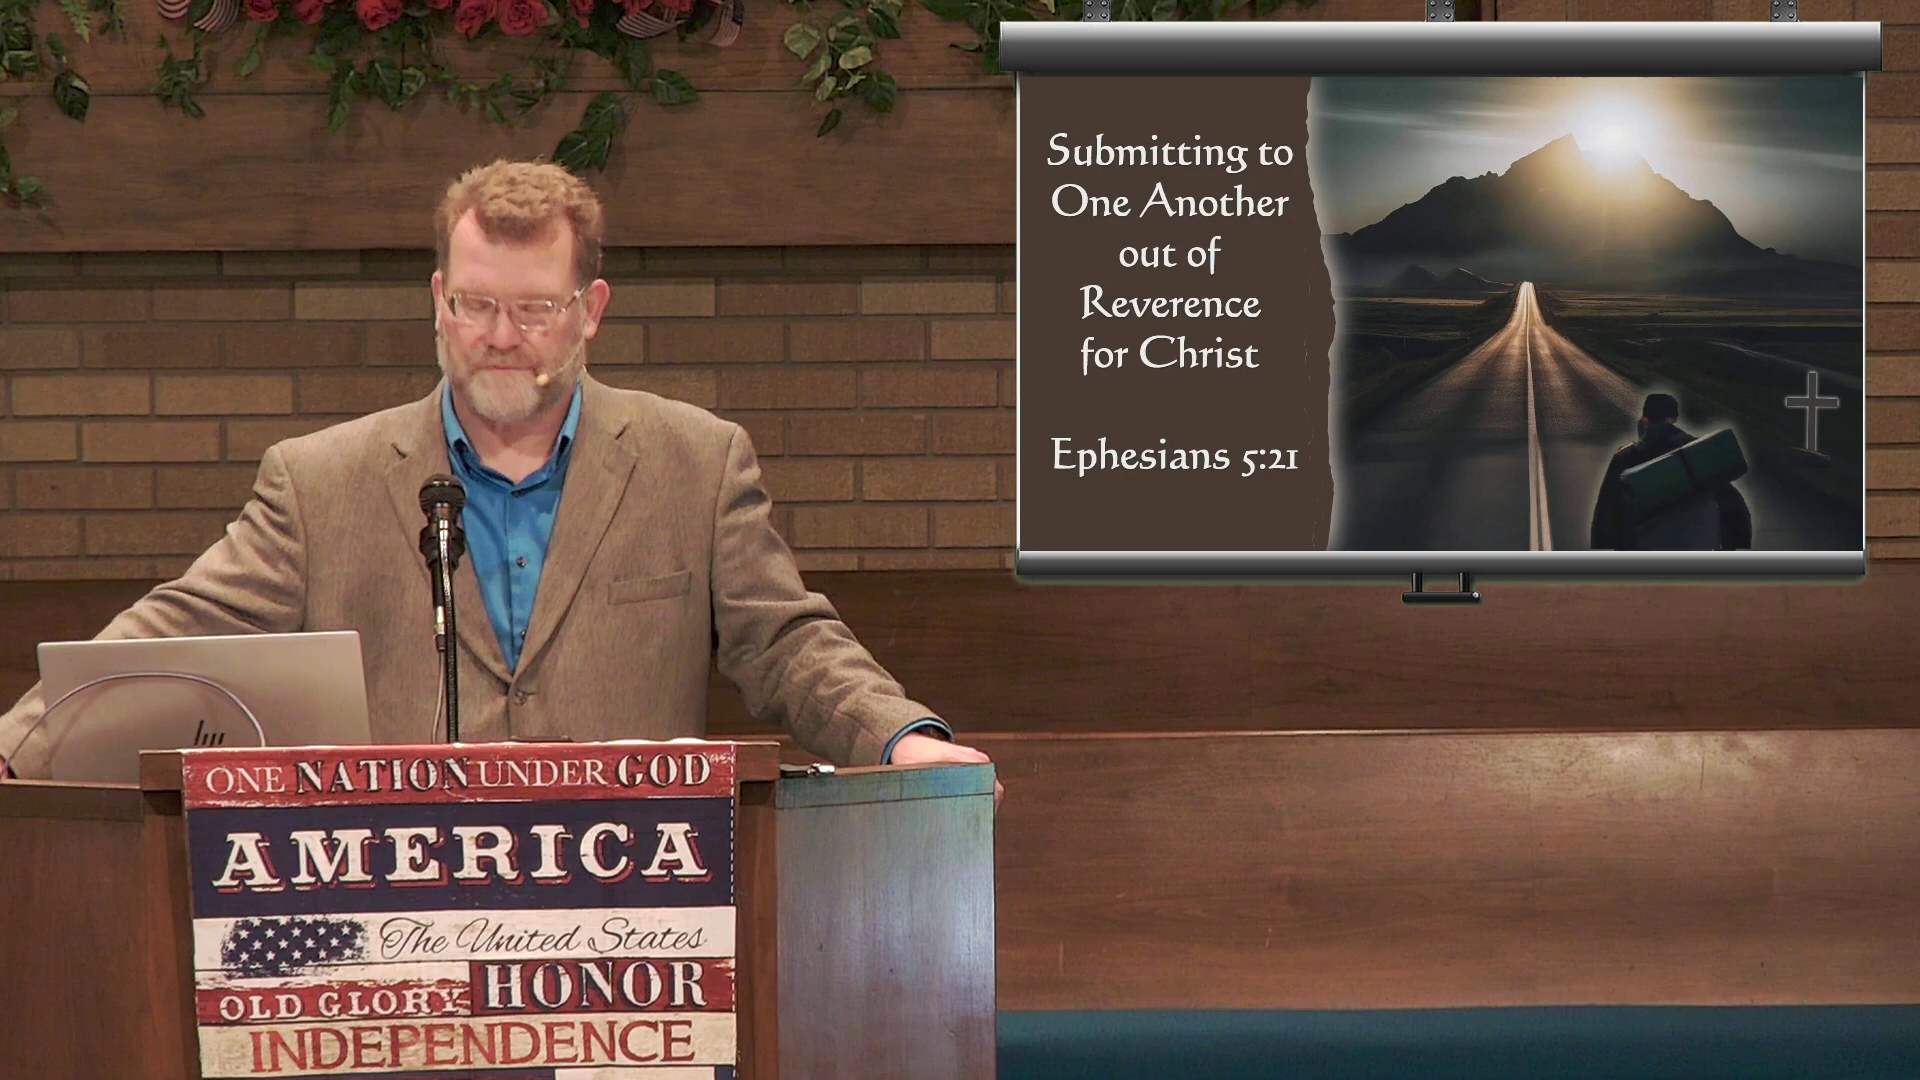 Submitting to
One Another
out of
Reverence
for Christ
Ephesians 5:21
hp
ONE NATION UNDER GOD
AMERICA
The United States
OLD GLORY HONOR
INDEPENDENCE